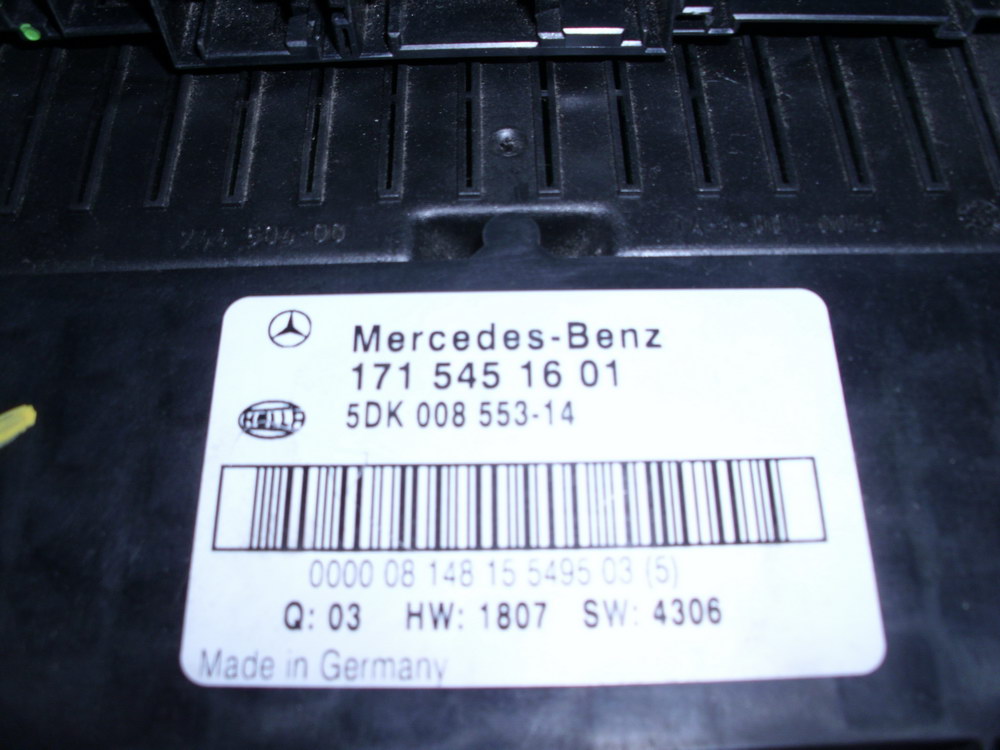 Mercedes-Benz
171 545 16 01
HELLA
5DK 008 553-14
0000 08 148 15 5495 03 (5)
Q: 03 HW: 1807 SW: 4306
Made in Germany